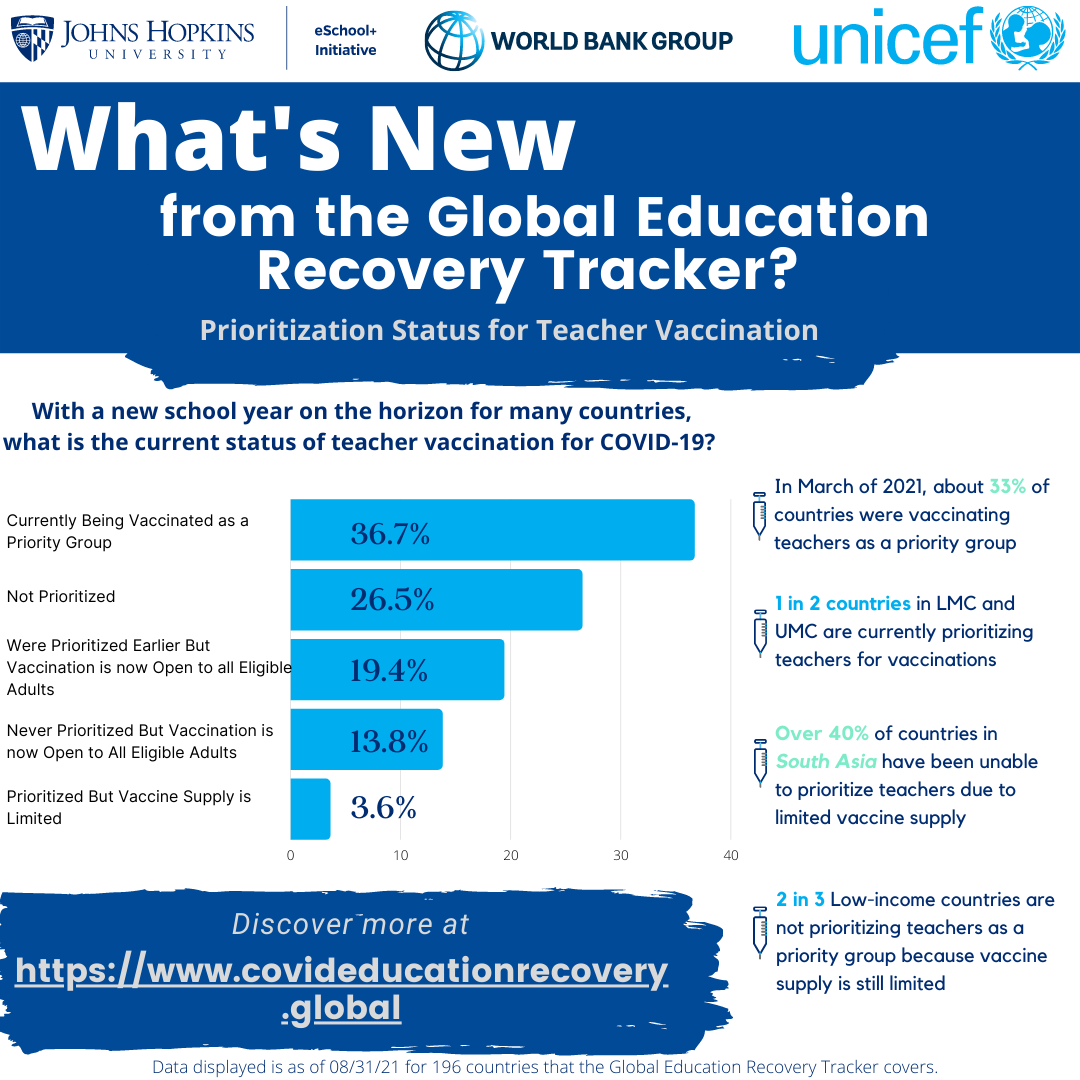 JOHNS HOPKINS
UNIVERSITY
eSchool+
Initiative
WORLD BANK GROUP
unicef
What's New
from the Global Education
Recovery Tracker?
Prioritization Status for Teacher Vaccination
With a new school year on the horizon for many countries,
what is the current status of teacher vaccination for COVID-19?
Currently Being Vaccinated as a
Priority Group
36.7%
Not Prioritized
26.5%
Were Prioritized Earlier But
Vaccination is now Open to all Eligible
Adults
19.4%
Never Prioritized But Vaccination is
now Open to All Eligible Adults
13.8%
Prioritized But Vaccine Supply is
Limited
3.6%
0 10 20 30 40
In March of 2021, about 33% of
countries were vaccinating
teachers as a priority group
1 in 2 countries in LMC and
UMC are currently prioritizing
teachers for vaccinations
Over 40% of countries in
South Asia have been unable
to prioritize teachers due to
limited vaccine supply
2 in 3 Low-income countries are
not prioritizing teachers as a
priority group because vaccine
supply is still limited
Discover more at
https://www.covideducationrecovery
.global
Data displayed is as of 08/31/21 for 196 countries that the Global Education Recovery Tracker covers.